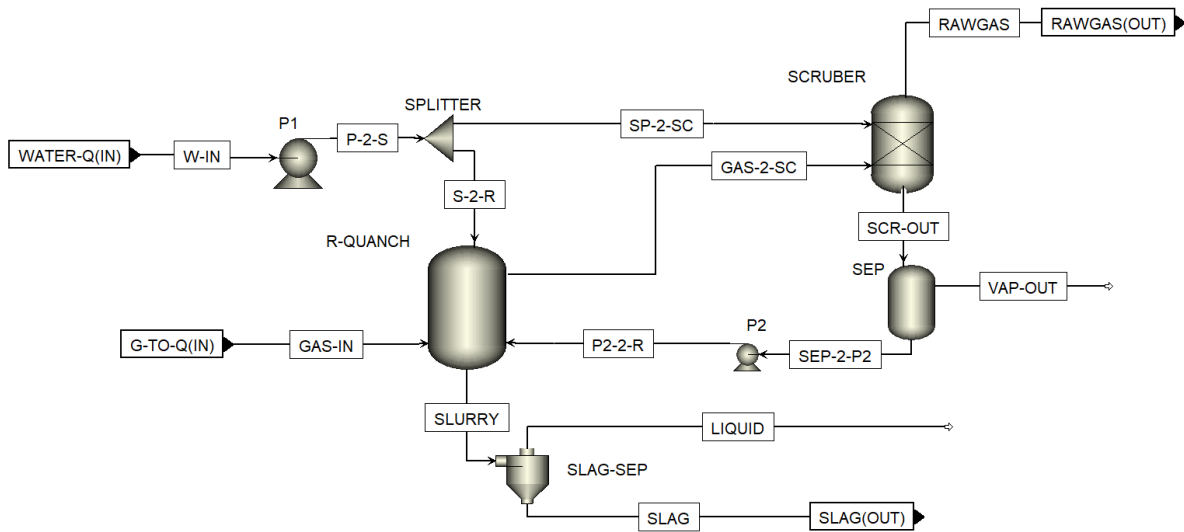 RAWGAS
RAWGAS(OUT)
SCRUBER
SPLITTER
P1
P-2-S
SP-2-SC
WATER-Q(IN)
W-IN
GAS-2-SC
S-2-R
SCR-OUT
R-QUANCH
SEP
VAP-OUT
P2
G-TO-Q(IN)
GAS-IN
P2-2-R
SEP-2-P2
SLURRY
LIQUID
SLAG-SEP
SLAG
SLAG(OUT)